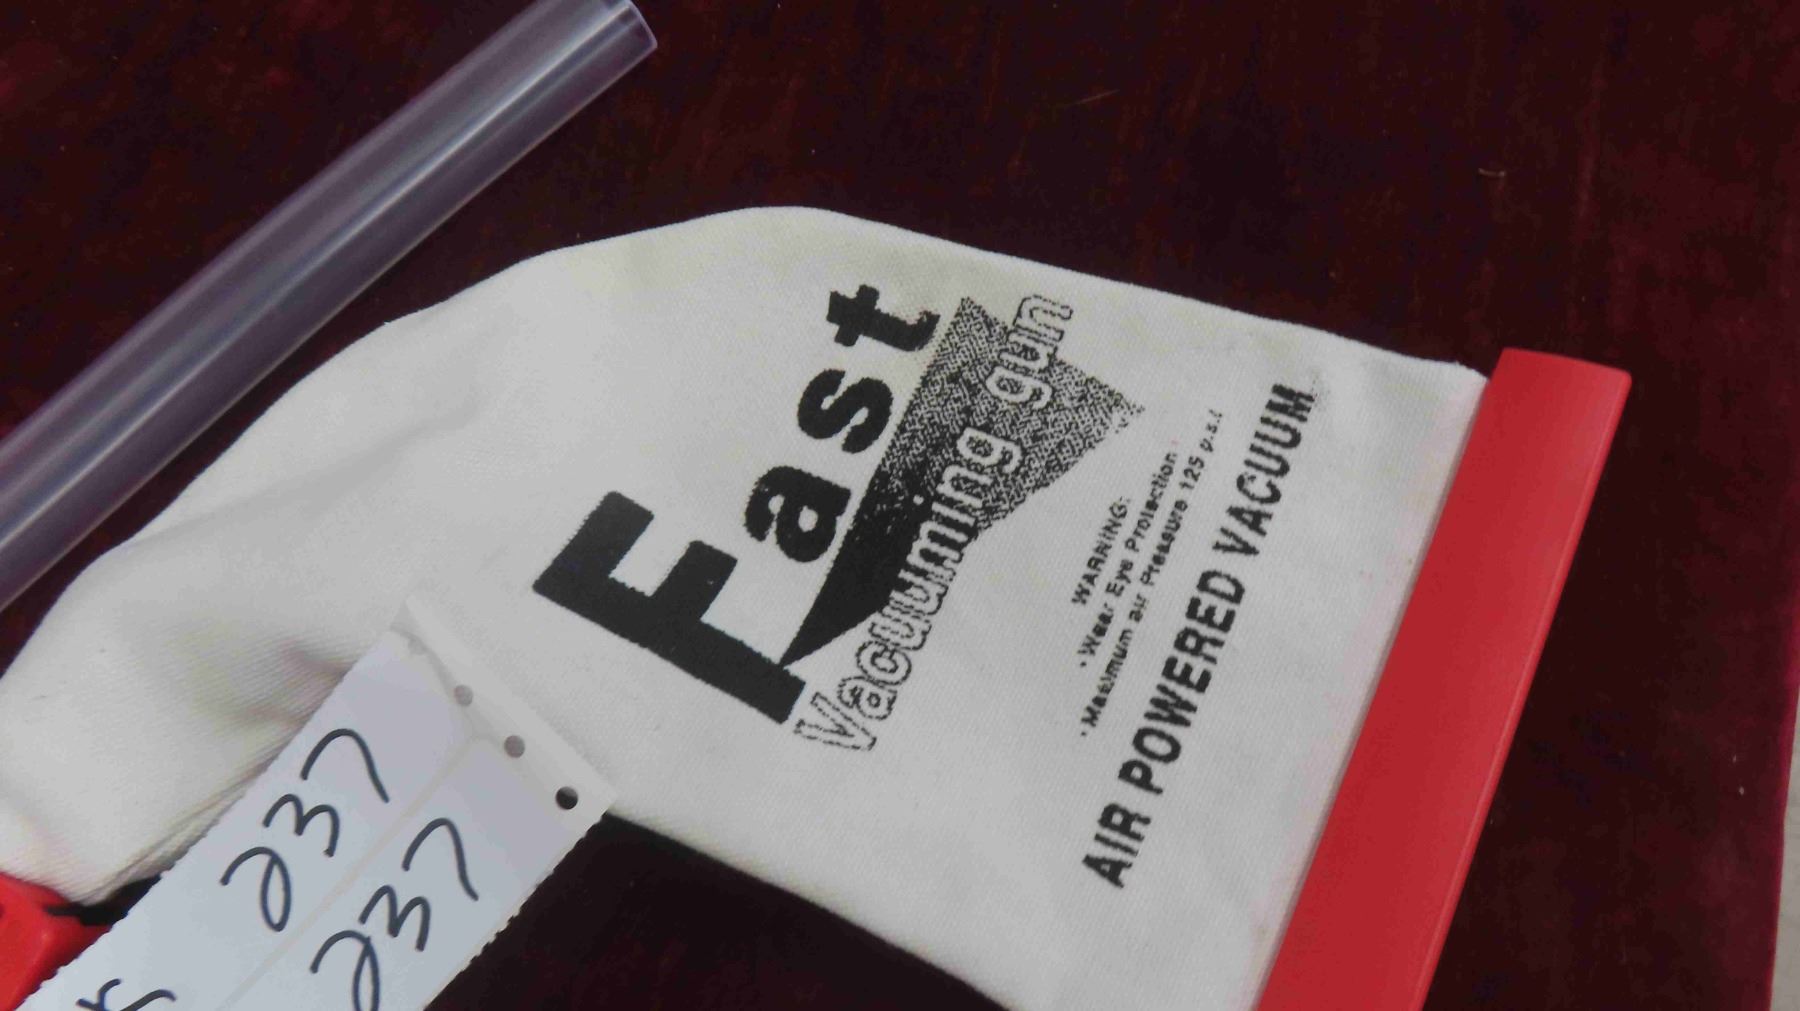 Fast
Vacuuming gun
WARNING:
· Wear Eye Protection
· Maximum air Pressure 125 p.s.i
AIR POWERED VACUUM
237
237